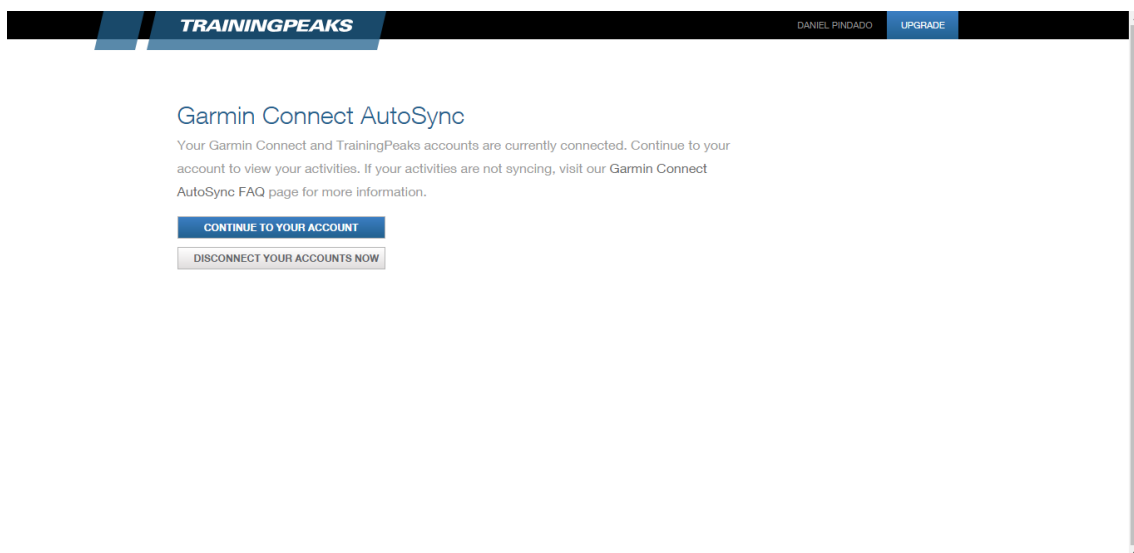 TRAININGPEAKS
DANIEL PINDADO
UPGRADE
Garmin Connect AutoSync
Your Garmin Connect and TrainingPeaks accounts are currently connected. Continue to your
account to view your activities. If your activities are not syncing, visit our Garmin Connect
AutoSync FAQ page for more information.
CONTINUE TO YOUR ACCOUNT
DISCONNECT YOUR ACCOUNTS NOW